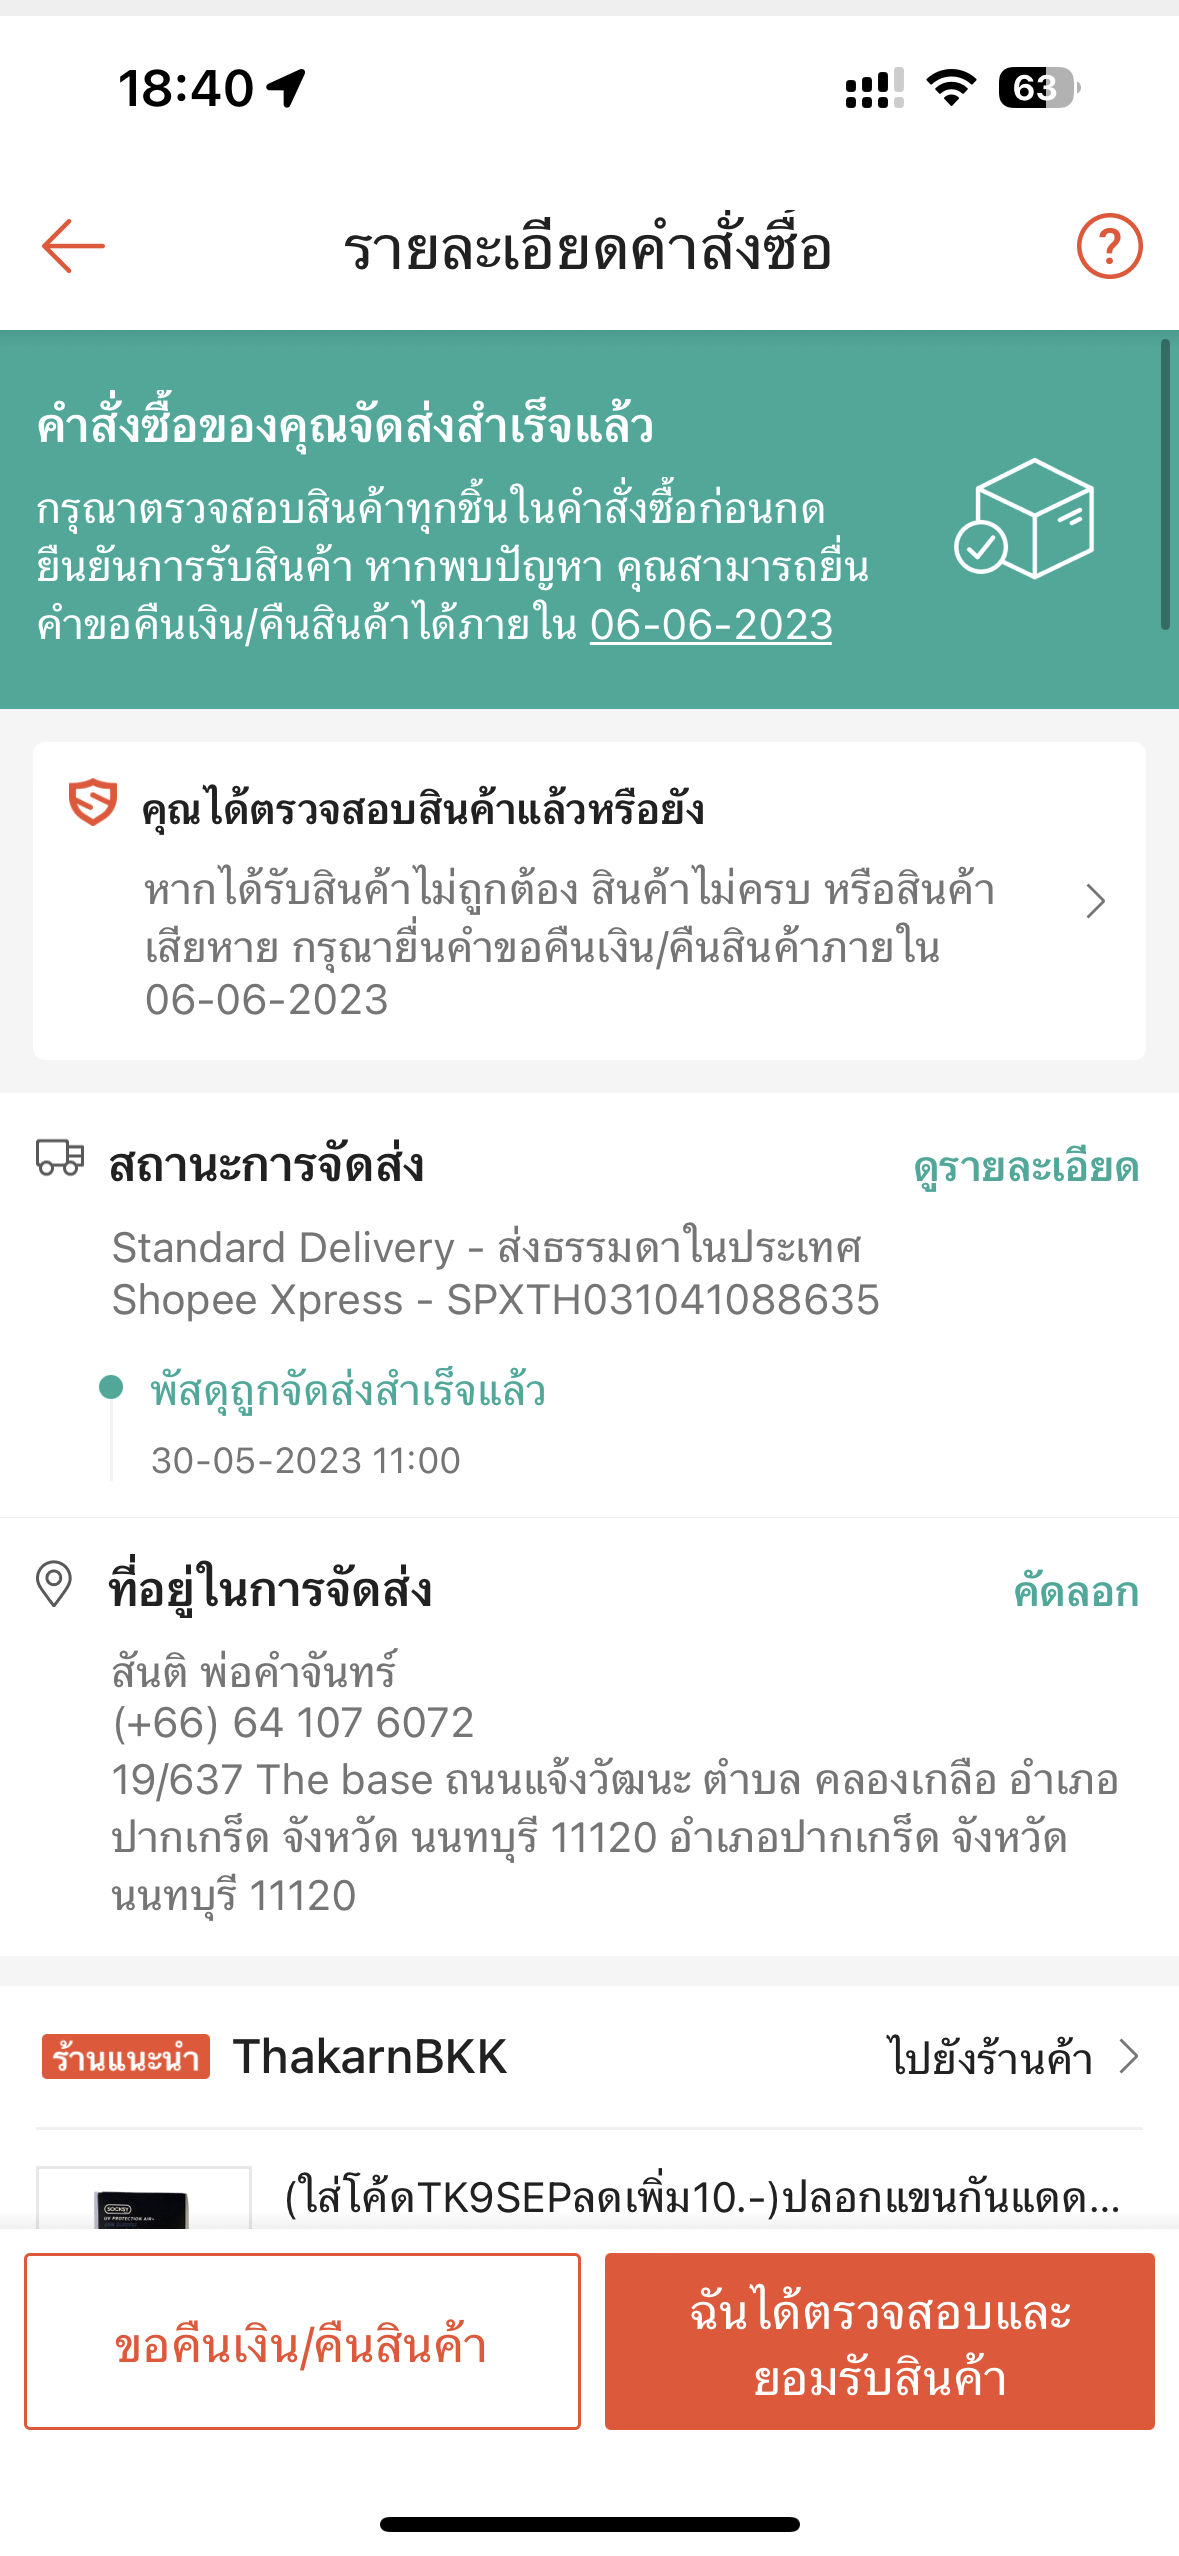 18:40
63
รายละเอียดคำสั่งซื้อ
?
คำสั่งซื้อของคุณจัดส่งสำเร็จแล้ว
กรุณาตรวจสอบสินค้าทุกชิ้นในคำสั่งซื้อก่อนกด
ยืนยันการรับสินค้า หากพบปัญหา คุณสามารถยื่น
คำขอคืนเงิน/คืนสินค้าได้ภายใน 06-06-2023
คุณได้ตรวจสอบสินค้าแล้วหรือยัง
หากได้รับสินค้าไม่ถูกต้อง สินค้าไม่ครบ หรือสินค้า
เสียหาย กรุณายื่นคำขอคืนเงิน/คืนสินค้าภายใน
06-06-2023
สถานะการจัดส่ง
ดูรายละเอียด
Standard Delivery - ส่งธรรมดาในประเทศ
Shopee Xpress - SPXTH031041088635
พัสดุถูกจัดส่งสำเร็จแล้ว
30-05-2023 11:00
ที่อยู่ในการจัดส่ง
คัดลอก
สันติ พ่อคำจันทร์
(+66) 64 107 6072
19/637 The base ถนนแจ้งวัฒนะ ตำบล คลองเกลือ อำเภอ
ปากเกร็ด จังหวัด นนทบุรี 11120 อำเภอปากเกร็ด จังหวัด
นนทบุรี 11120
ร้านแนะนำ ThakarnBKK
ไปยังร้านค้า
SOCKSY
UV PROTECTION AIR+
(ใส่โค้ดTK9SEPลดเพิ่ม10.-)ปลอกแขนกันแดด...
ขอคืนเงิน/คืนสินค้า
ฉันได้ตรวจสอบและ
ยอมรับสินค้า